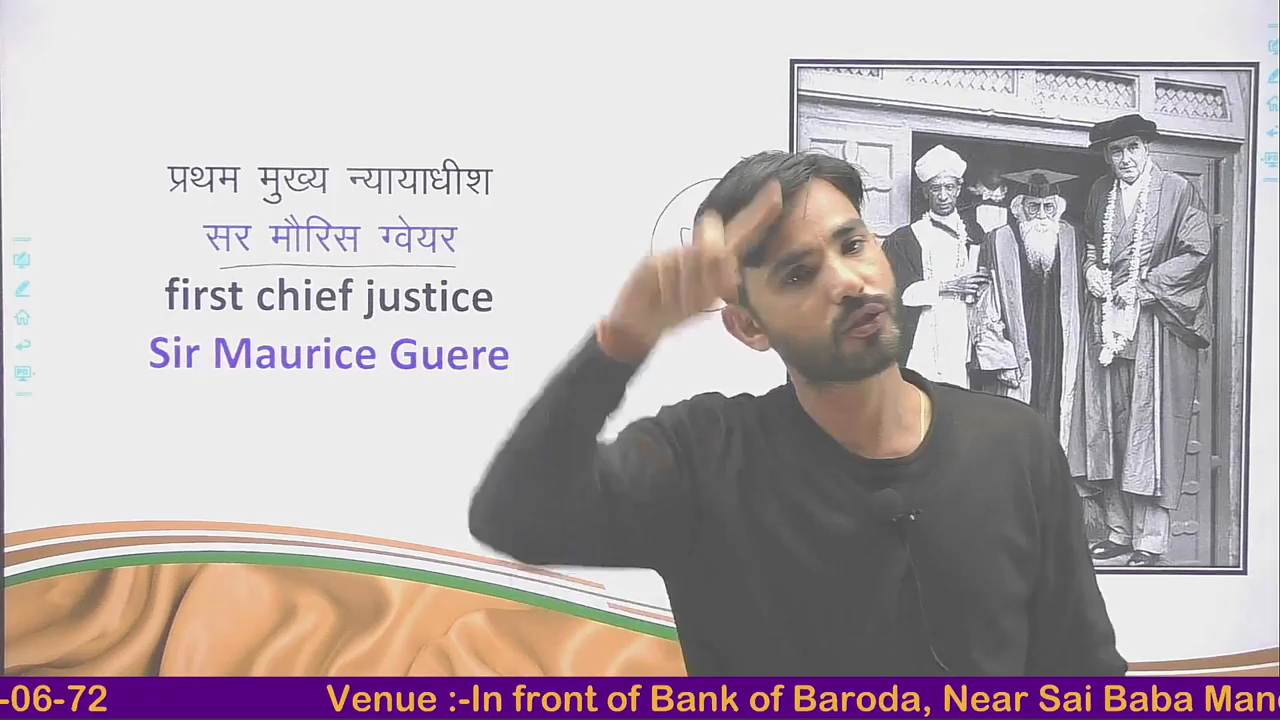 प्रथम मुख्य न्यायाधीश
सर मौरिस ग्वेयर
first chief justice
Sir Maurice Guere
-06-72 Venue :-In front of Bank of Baroda, Near Sai Baba Man